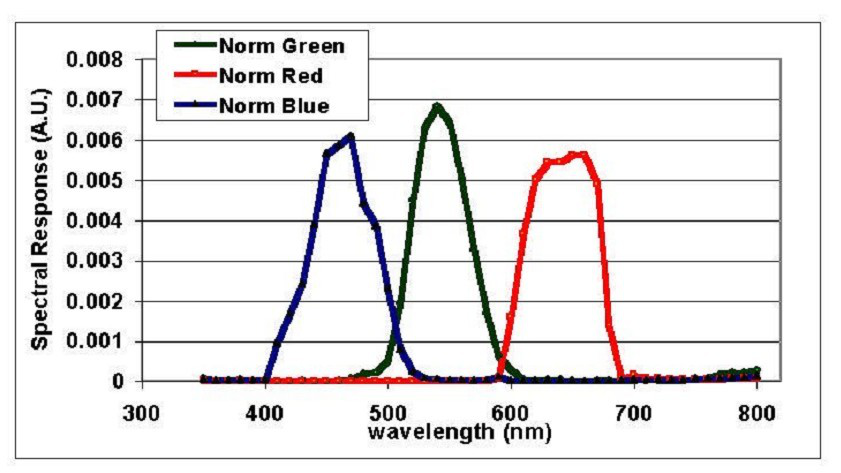 Norm Green
Norm Red
Norm Blue
0.008
0.007
0.006
0.005
0.004
0.003
0.002
0.001
0
Spectral Response (A.U.)
300 400 500 600 700 800
wavelength (nm)